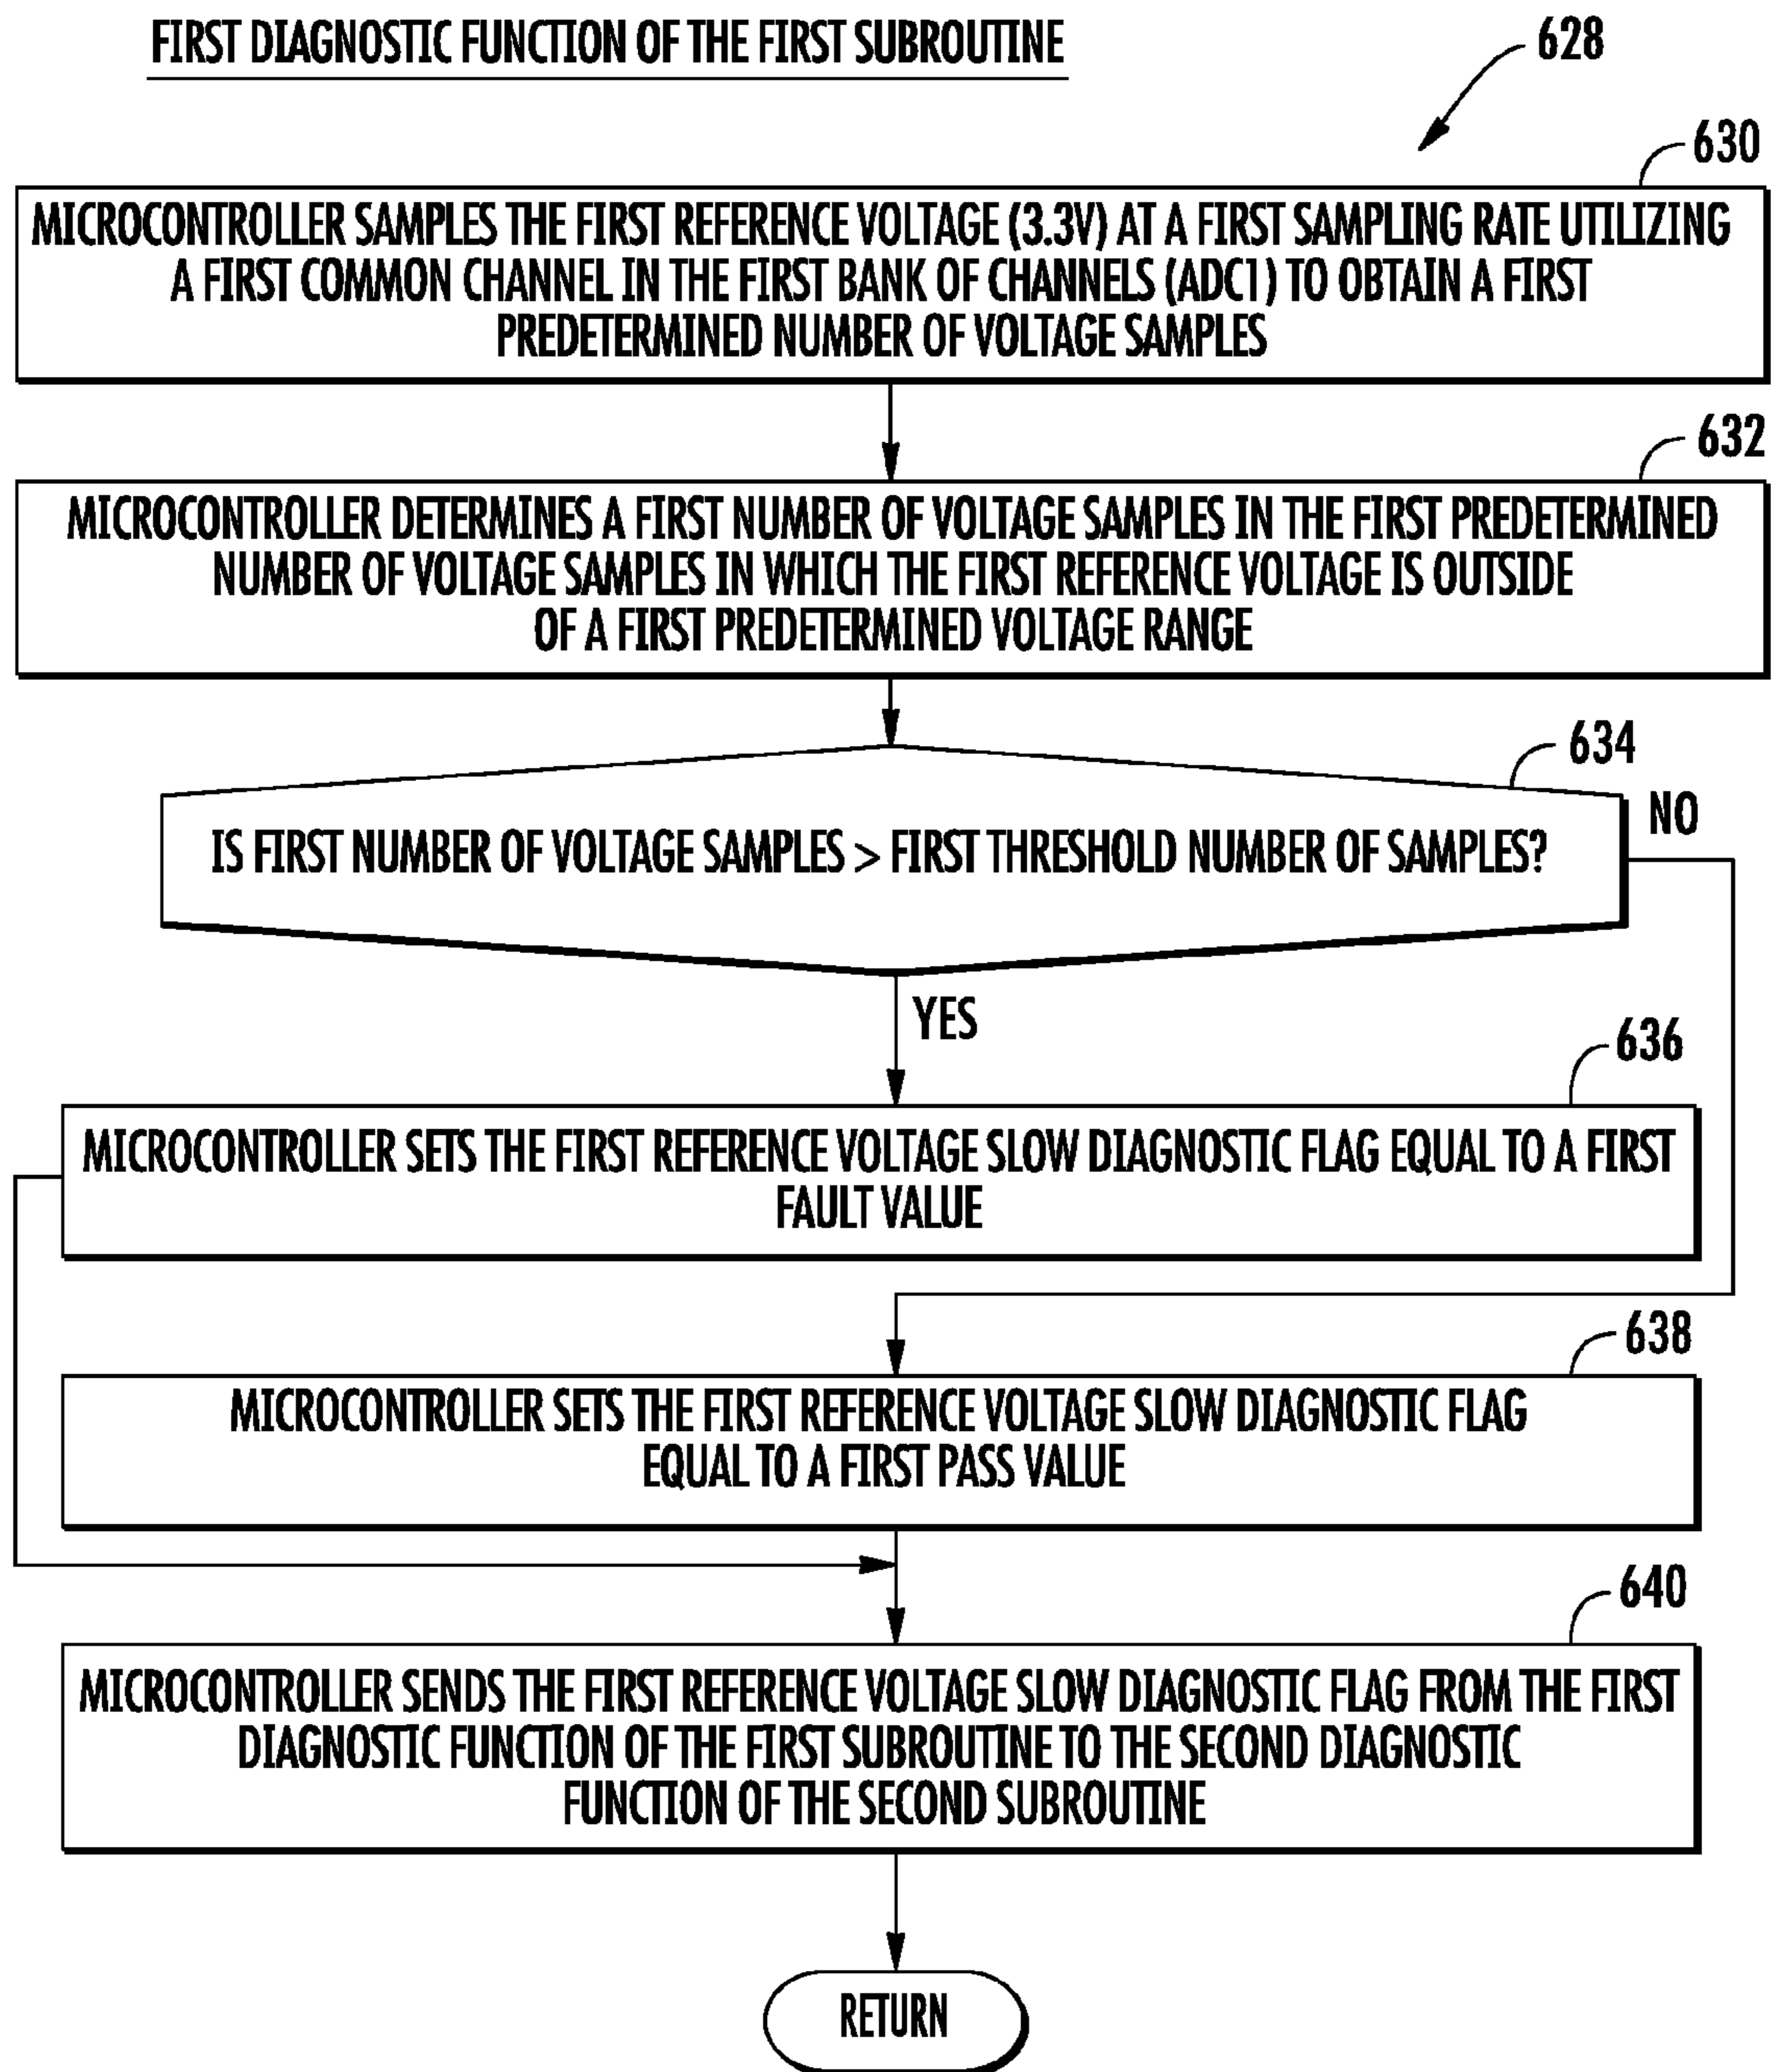 FIRST DIAGNOSTIC FUNCTION OF THE FIRST SUBROUTINE
628
630
MICROCONTROLLER SAMPLES THE FIRST REFERENCE VOLTAGE (3.3V) AT A FIRST SAMPLING RATE UTILIZING
A FIRST COMMON CHANNEL IN THE FIRST BANK OF CHANNELS (ADC1) TO OBTAIN A FIRST
PREDETERMINED NUMBER OF VOLTAGE SAMPLES
632
MICROCONTROLLER DETERMINES A FIRST NUMBER OF VOLTAGE SAMPLES IN THE FIRST PREDETERMINED
NUMBER OF VOLTAGE SAMPLES IN WHICH THE FIRST REFERENCE VOLTAGE IS OUTSIDE
OF A FIRST PREDETERMINED VOLTAGE RANGE
634
NO
IS FIRST NUMBER OF VOLTAGE SAMPLES > FIRST THRESHOLD NUMBER OF SAMPLES?
YES
636
MICROCONTROLLER SETS THE FIRST REFERENCE VOLTAGE SLOW DIAGNOSTIC FLAG EQUAL TO A FIRST
FAULT VALUE
638
MICROCONTROLLER SETS THE FIRST REFERENCE VOLTAGE SLOW DIAGNOSTIC FLAG
EQUAL TO A FIRST PASS VALUE
640
MICROCONTROLLER SENDS THE FIRST REFERENCE VOLTAGE SLOW DIAGNOSTIC FLAG FROM THE FIRST
DIAGNOSTIC FUNCTION OF THE FIRST SUBROUTINE TO THE SECOND DIAGNOSTIC
FUNCTION OF THE SECOND SUBROUTINE
RETURN